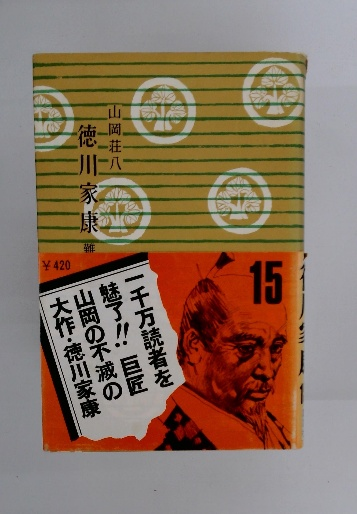 山岡荘八
徳川家康
難
¥420
15
一千万読者を
魅了!! 巨匠
山岡の不滅の
大作・徳川家康